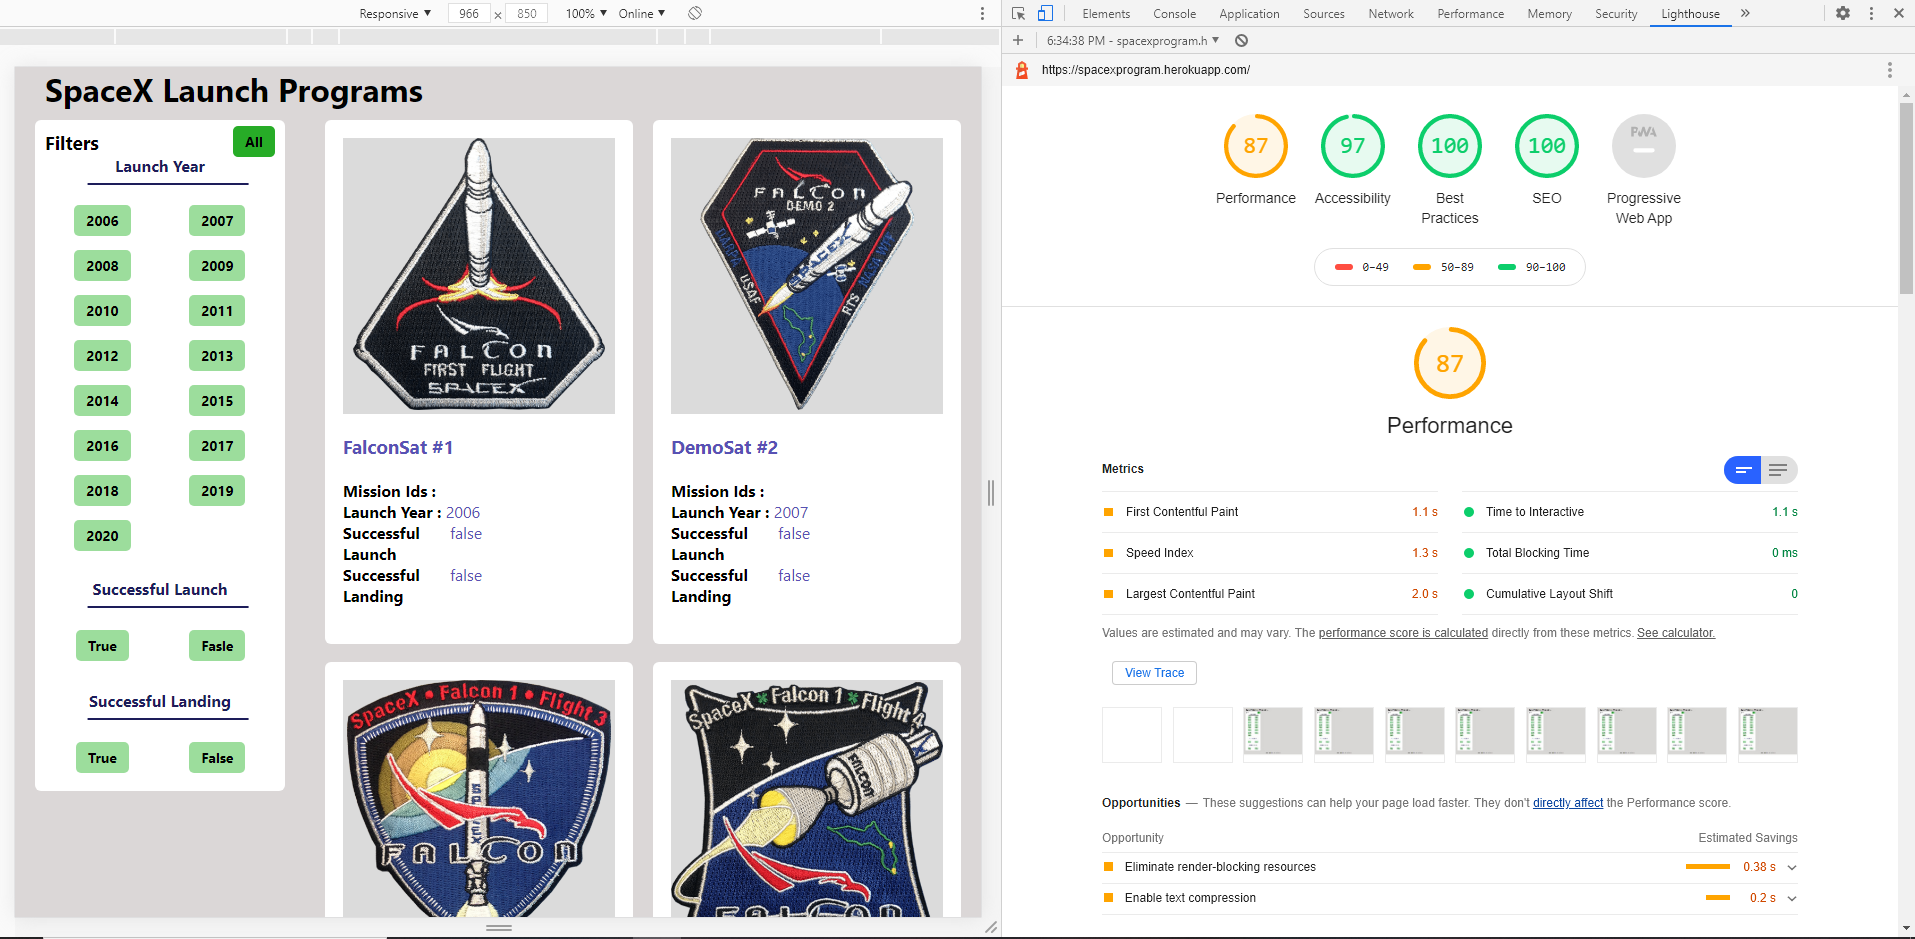 Responsive ▼ 966 x 850 100% ▼ Online ▼
Elements Console Application Sources Network Performance Memory Security Lighthouse »
+ 6:34:38 PM - spacexprogram.h ▼
https://spacexprogram.herokuapp.com/
SpaceX Launch Programs
Filters
All
Launch Year
2006 2007
2008 2009
2010 2011
2012 2013
2014 2015
2016 2017
2018 2019
2020
Successful Launch
True Fasle
Successful Landing
True False
FALCON
FIRST FLIGHT
SPACEX
FalconSat #1
Mission Ids :
Launch Year : 2006
Successful Launch false
Successful Landing false
FALCON
DEMO 2
DARPA USAF
SPACEX
RTS NASA WFF
DemoSat #2
Mission Ids :
Launch Year : 2007
Successful Launch false
Successful Landing false
SpaceX • Falcon 1 • Flight 3
SPACEX
FALCON
SpaceX Falcon 1 Flight 4
FALCON
FALCON
87 97 100 100 PWA
Performance Accessibility Best Practices SEO Progressive Web App
0–49 50–89 90–100
87
Performance
Metrics
First Contentful Paint 1.1 s
Time to Interactive 1.1 s
Speed Index 1.3 s
Total Blocking Time 0 ms
Largest Contentful Paint 2.0 s
Cumulative Layout Shift 0
Values are estimated and may vary. The performance score is calculated directly from these metrics. See calculator.
View Trace
Opportunities — These suggestions can help your page load faster. They don't directly affect the Performance score.
Opportunity Estimated Savings
Eliminate render-blocking resources 0.38 s
Enable text compression 0.2 s